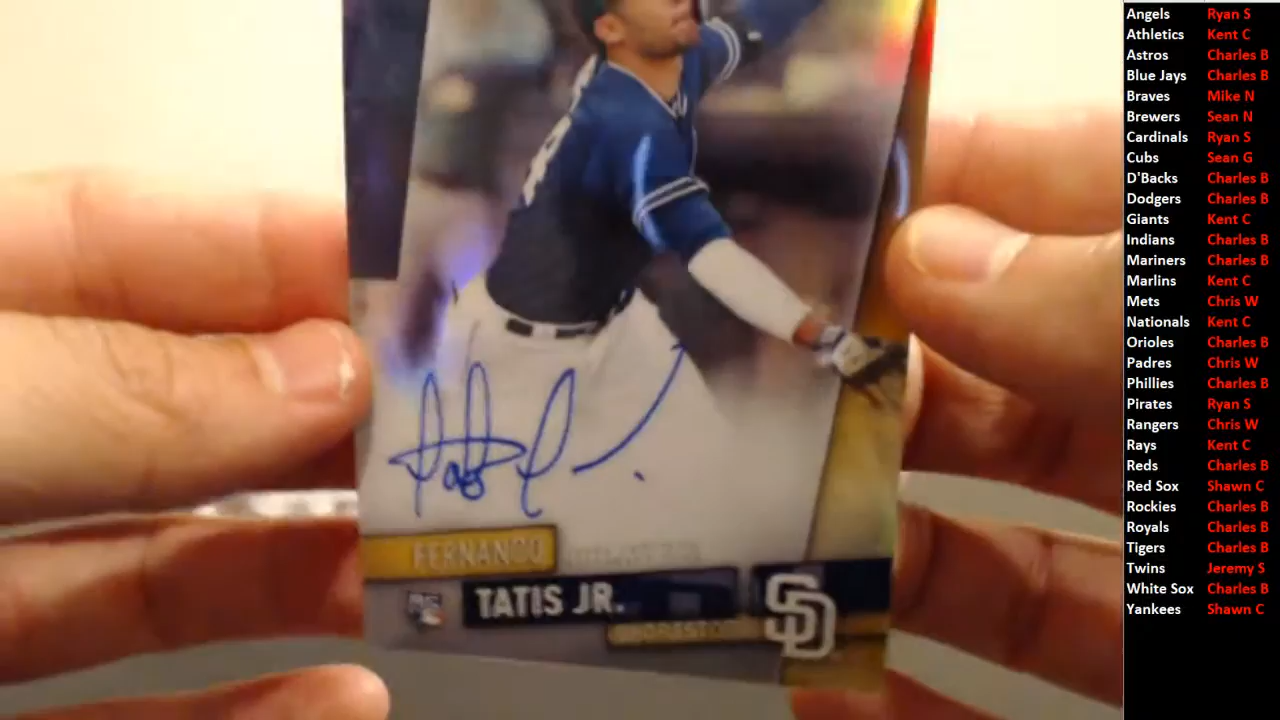 FERNANDO
TATIS JR.
RC
SD
Angels Ryan S
Athletics Kent C
Astros Charles B
Blue Jays Charles B
Braves Mike N
Brewers Sean N
Cardinals Ryan S
Cubs Sean G
D'Backs Charles B
Dodgers Charles B
Giants Kent C
Indians Charles B
Mariners Charles B
Marlins Kent C
Mets Chris W
Nationals Kent C
Orioles Charles B
Padres Chris W
Phillies Charles B
Pirates Ryan S
Rangers Chris W
Rays Kent C
Reds Charles B
Red Sox Shawn C
Rockies Charles B
Royals Charles B
Tigers Charles B
Twins Jeremy S
White Sox Charles B
Yankees Shawn C